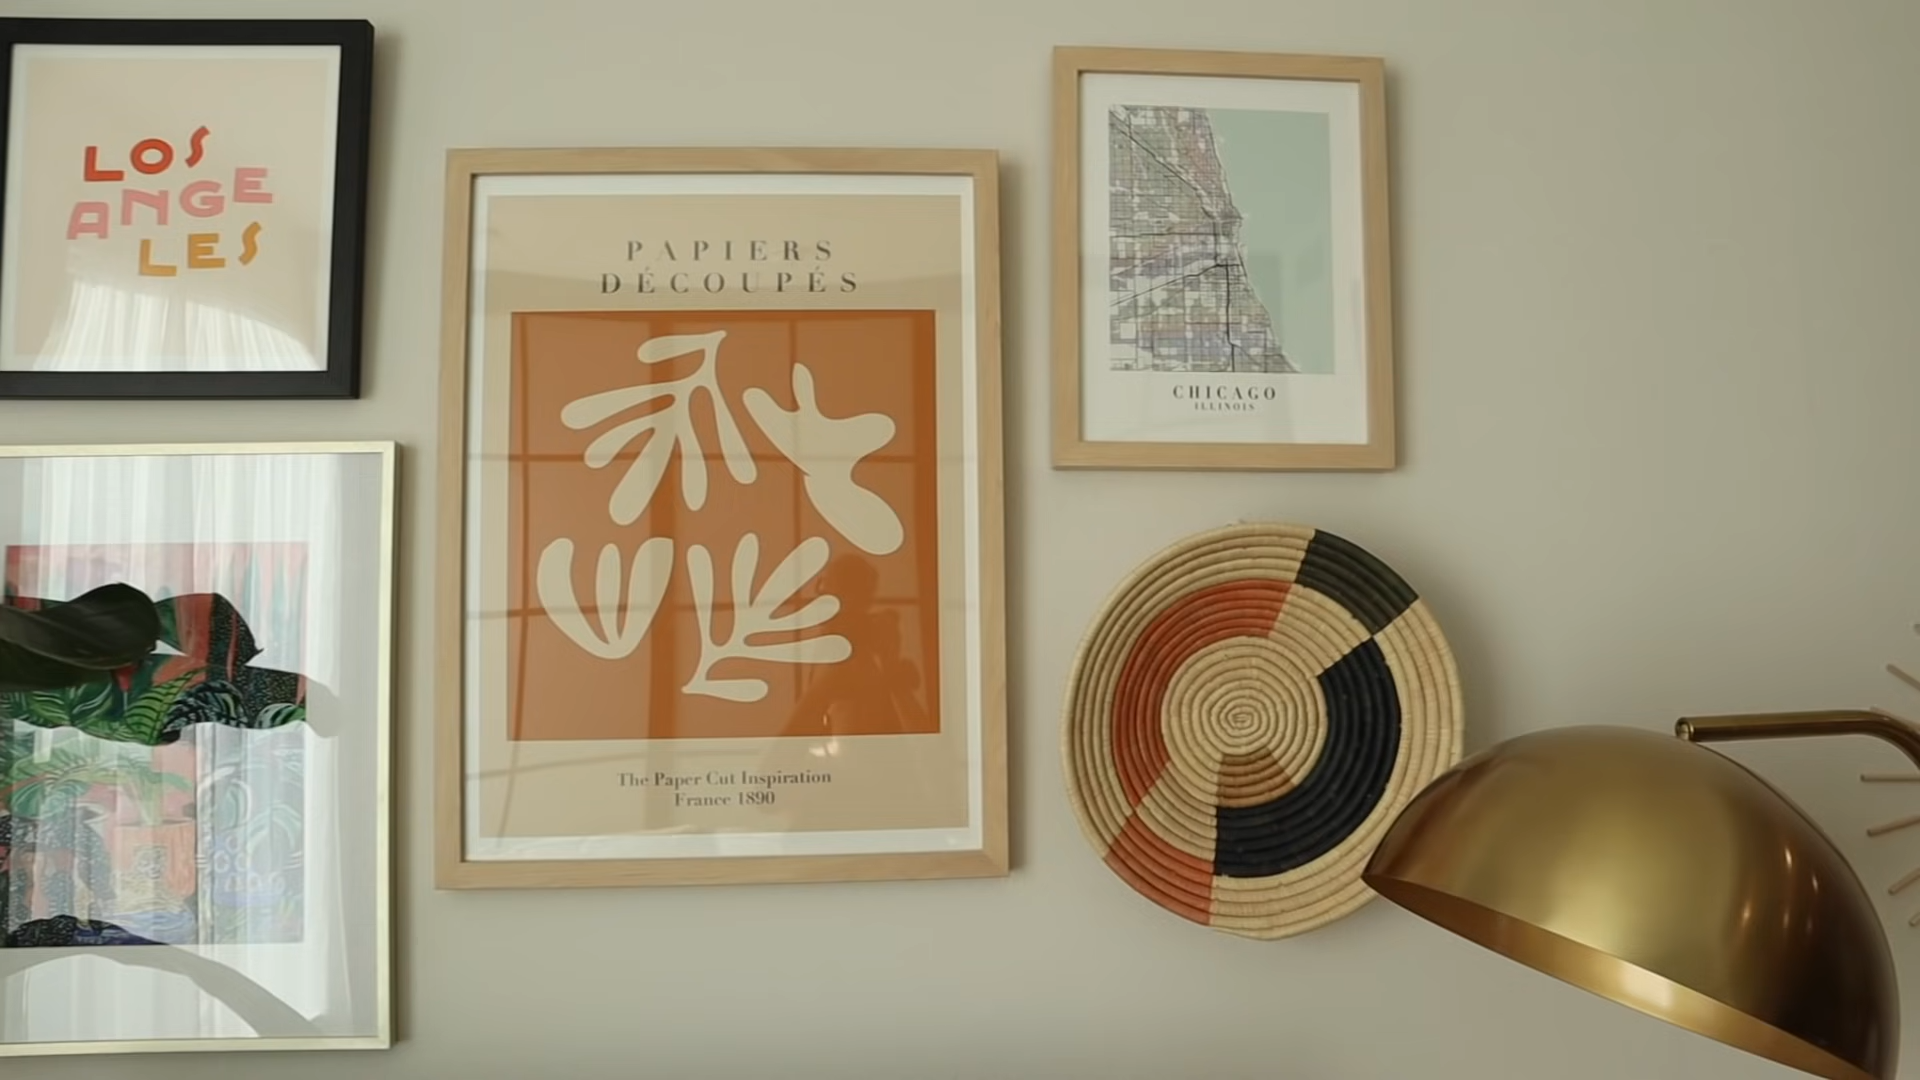 LOS
ANGE
LES
PAPIERS
DÉCOUPÉS
The Paper Cut Inspiration
France 1890
CHICAGO
ILLINOIS